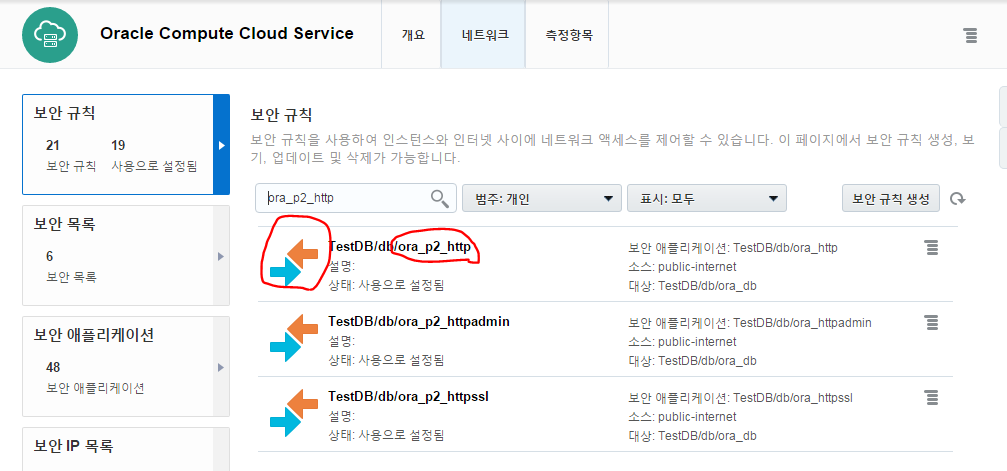 Oracle Compute Cloud Service
개요
네트워크
측정항목
보안 규칙
21 19
보안 규칙 사용으로 설정됨
보안 목록
6
보안 목록
보안 애플리케이션
48
보안 애플리케이션
보안 IP 목록
보안 규칙
보안 규칙을 사용하여 인스턴스와 인터넷 사이에 네트워크 액세스를 제어할 수 있습니다. 이 페이지에서 보안 규칙 생성, 보
기, 업데이트 및 삭제가 가능합니다.
ora_p2_http
범주: 개인
표시: 모두
보안 규칙 생성
TestDB/db/ora_p2_http
설명:
상태: 사용으로 설정됨
보안 애플리케이션: TestDB/db/ora_http
소스: public-internet
대상: TestDB/db/ora_db
TestDB/db/ora_p2_httpadmin
설명:
상태: 사용으로 설정됨
보안 애플리케이션: TestDB/db/ora_httpadmin
소스: public-internet
대상: TestDB/db/ora_db
TestDB/db/ora_p2_httpssl
설명:
상태: 사용으로 설정됨
보안 애플리케이션: TestDB/db/ora_httpssl
소스: public-internet
대상: TestDB/db/ora_db